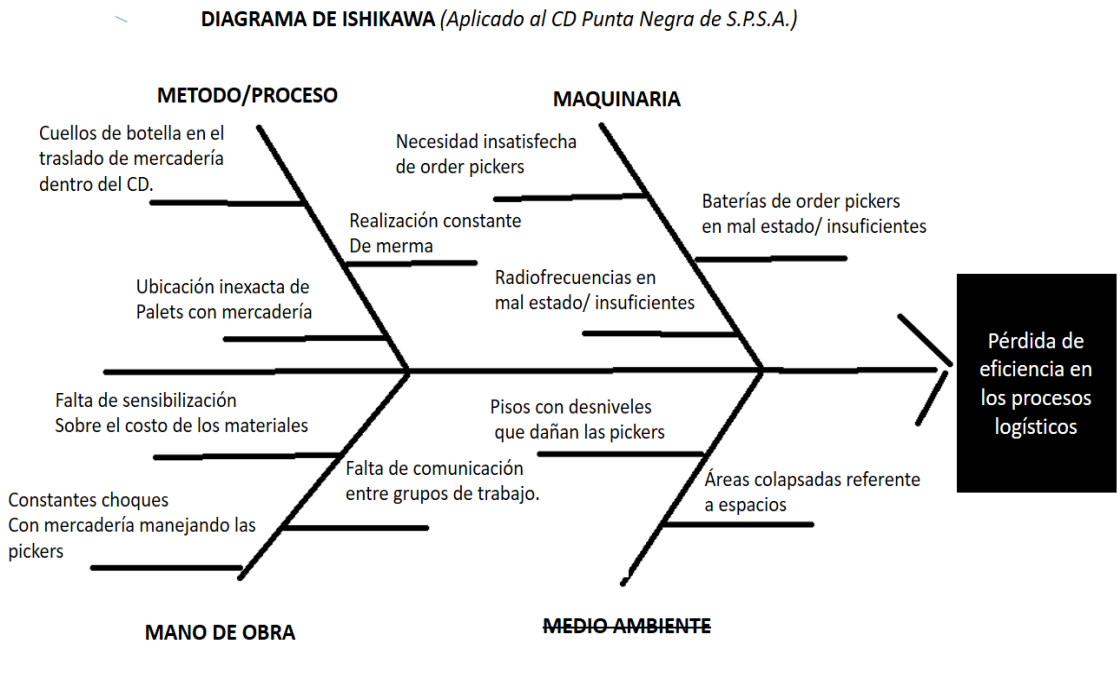 DIAGRAMA DE ISHIKAWA (Aplicado al CD Punta Negra de S.P.S.A.)
METODO/PROCESO
Cuellos de botella en el
traslado de mercadería
dentro del CD.
Realización constante
De merma
Ubicación inexacta de
Palets con mercadería
MAQUINARIA
Necesidad insatisfecha
de order pickers
Baterías de order pickers
en mal estado/ insuficientes
Radiofrecuencias en
mal estado/ insuficientes
Pérdida de
eficiencia en
los procesos
logísticos
Falta de sensibilización
Sobre el costo de los materiales
Falta de comunicación
entre grupos de trabajo.
Constantes choques
Con mercadería manejando las
pickers
MANO DE OBRA
Pisos con desniveles
que dañan las pickers
Áreas colapsadas referente
a espacios
MEDIO AMBIENTE